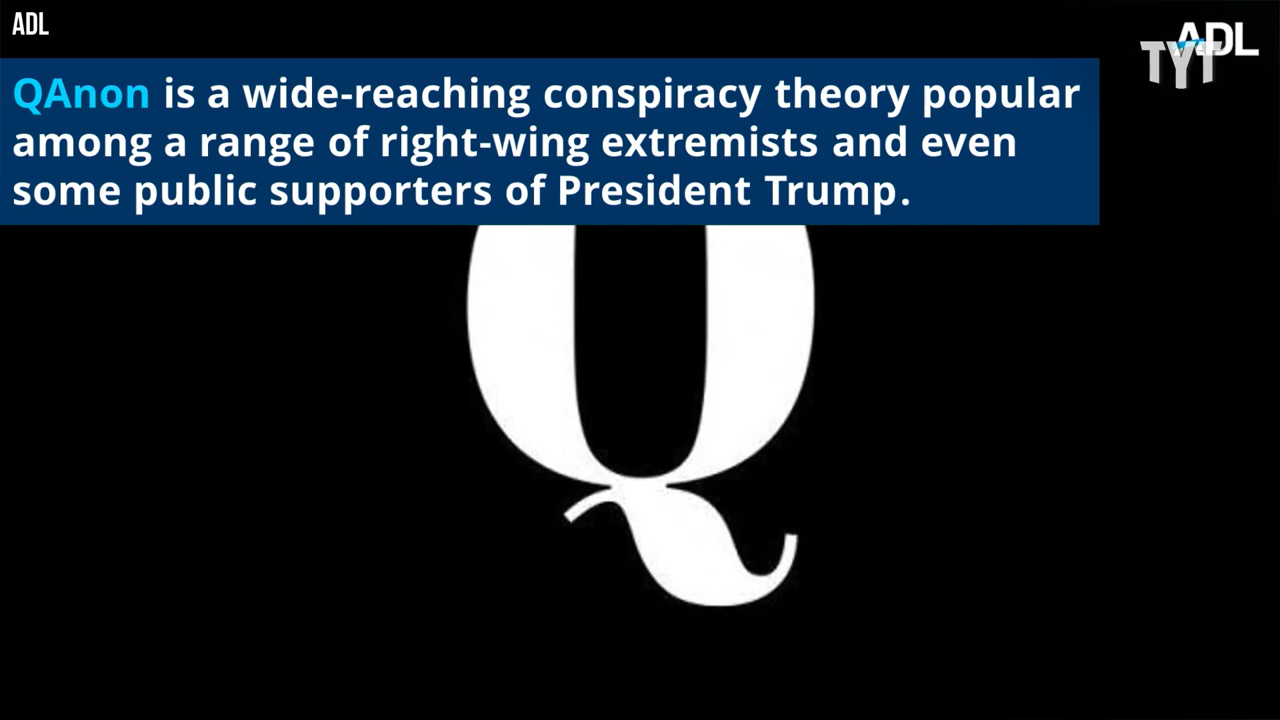 ADL
ADL
TYT
QAnon is a wide-reaching conspiracy theory popular
among a range of right-wing extremists and even
some public supporters of President Trump.
Q